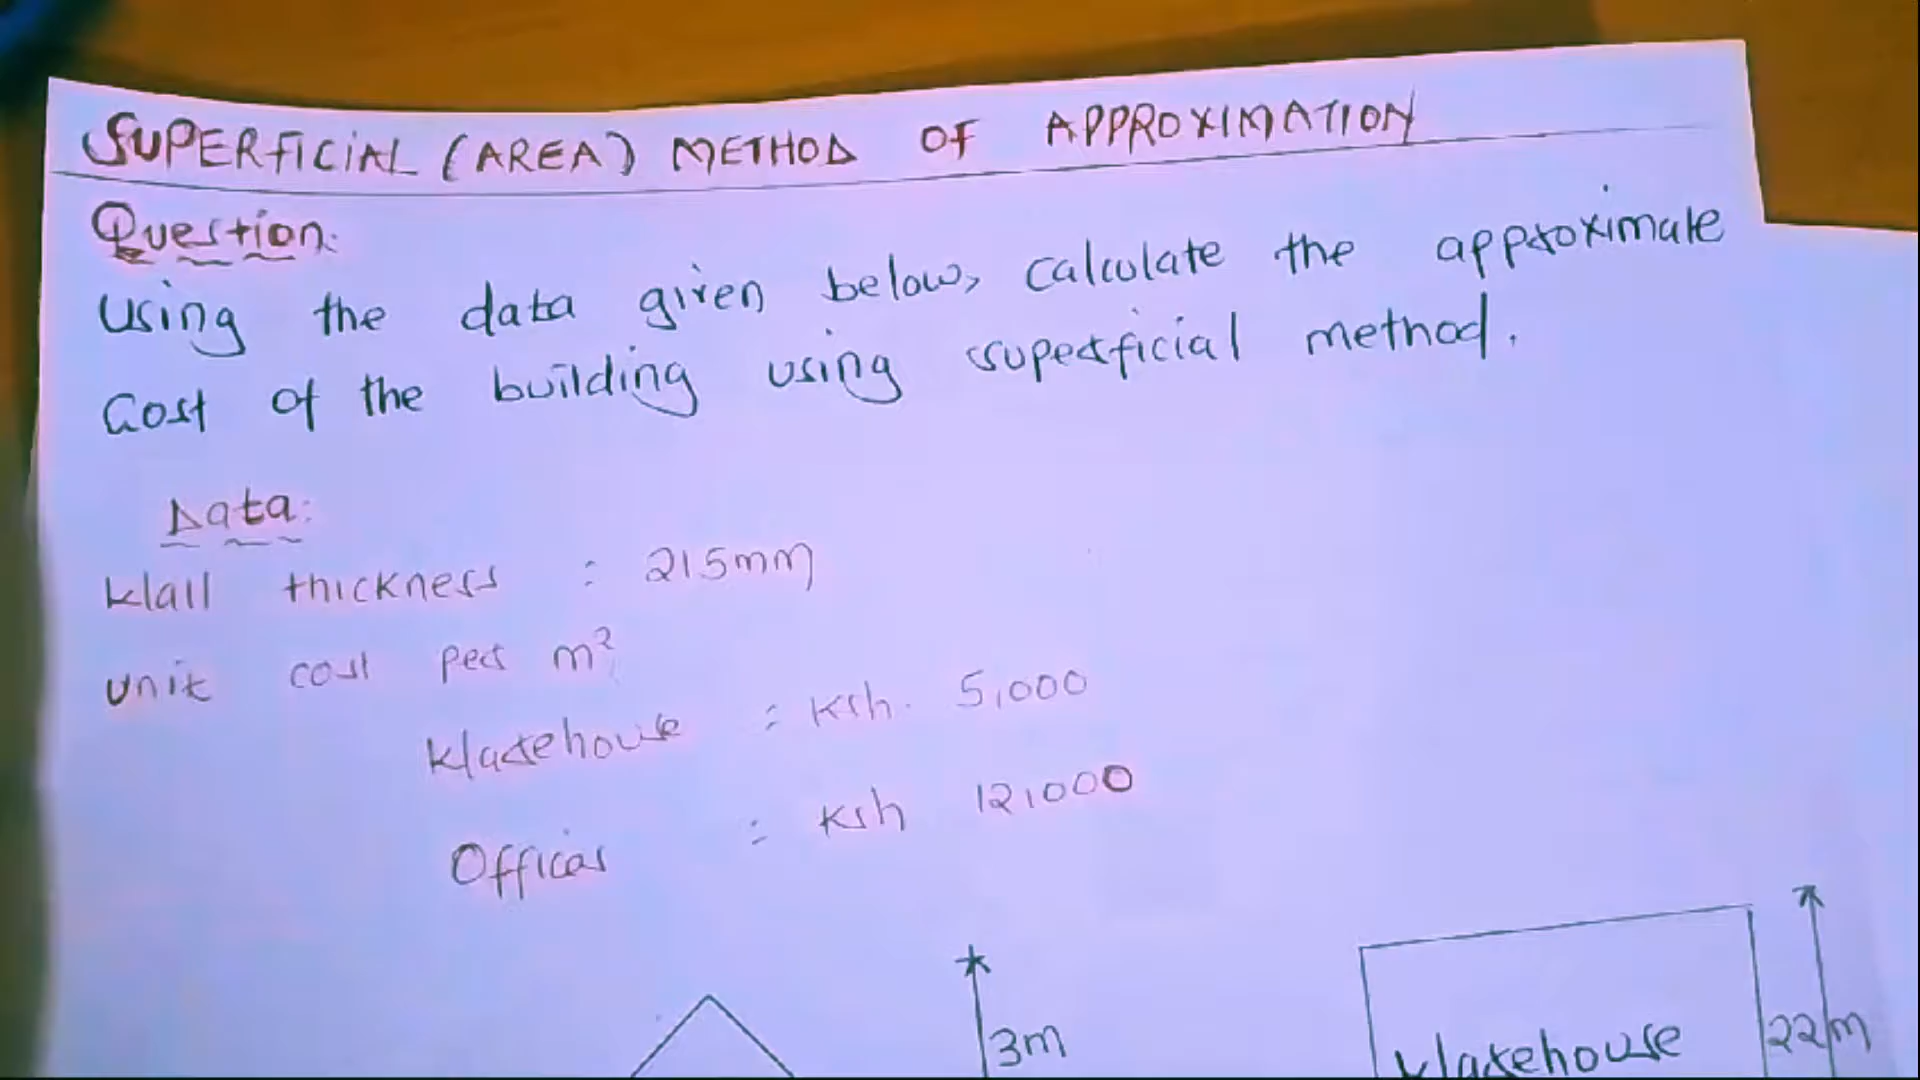 SUPERFICIAL (AREA) METHOD OF APPROXIMATION
Question:
Using the data given below, calculate the approximate
Cost of the building using superficial method.
Data:
Wall thickness : 215mm
Unit cost per m²
Warehouse = Ksh. 5,000
Offices = Ksh 12,000
3m
Warehouse
22m